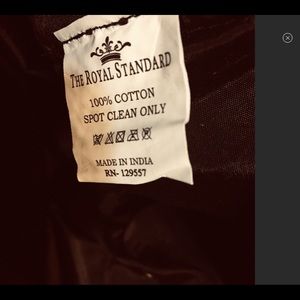 THE ROYAL STANDARD
100% COTTON
SPOT CLEAN ONLY
MADE IN INDIA
RN- 129557